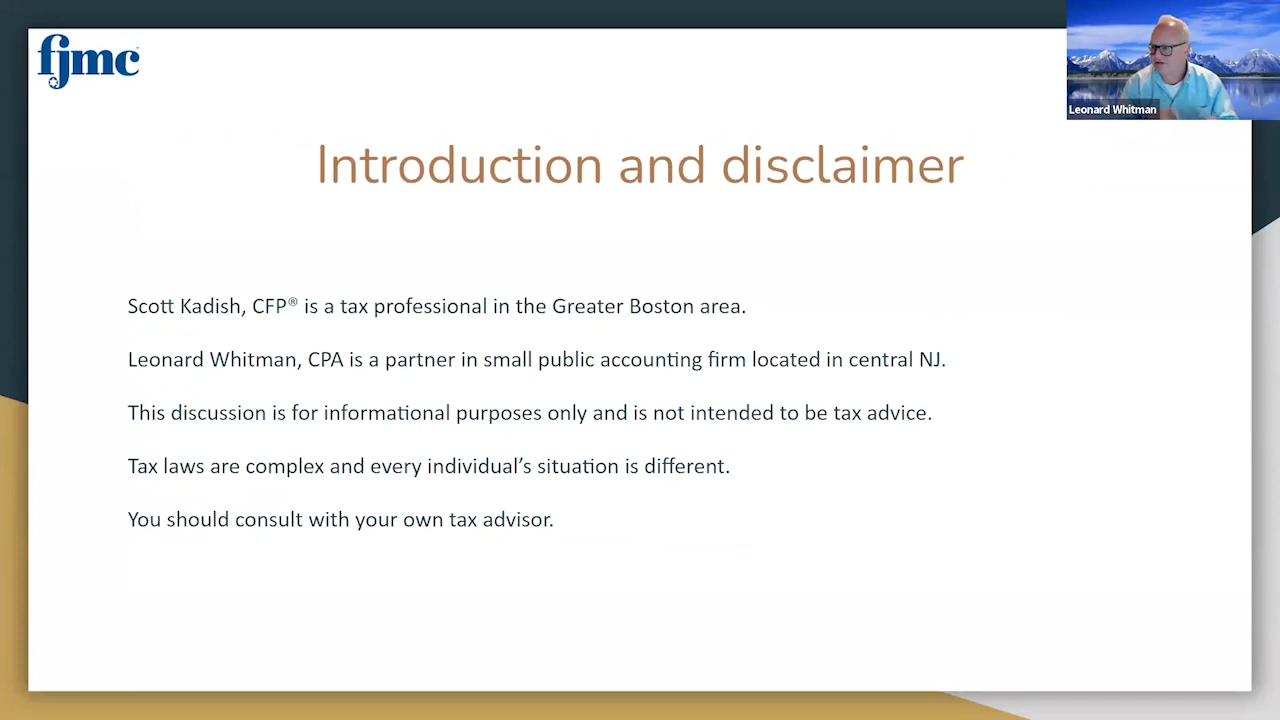 fjmc
Leonard Whitman
Introduction and disclaimer
Scott Kadish, CFP® is a tax professional in the Greater Boston area.
Leonard Whitman, CPA is a partner in small public accounting firm located in central NJ.
This discussion is for informational purposes only and is not intended to be tax advice.
Tax laws are complex and every individual’s situation is different.
You should consult with your own tax advisor.